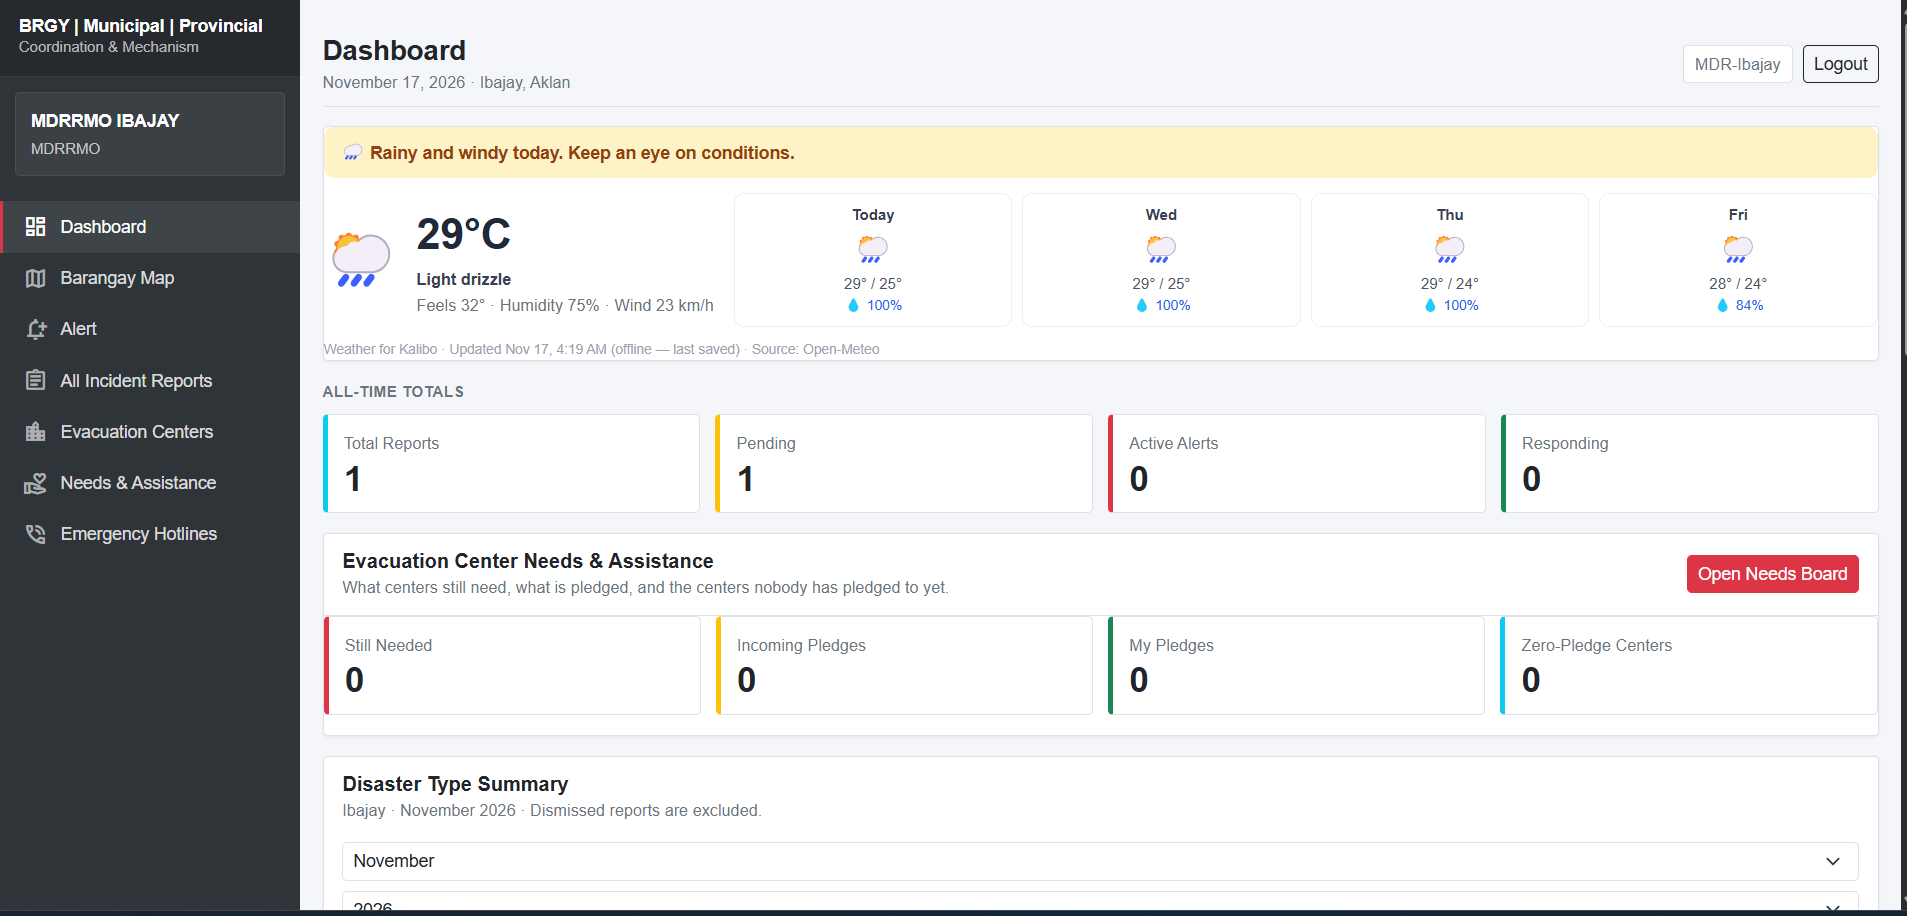 BRGY | Municipal | Provincial
Coordination & Mechanism
MDRRMO IBAJAY
MDRRMO
Dashboard
Barangay Map
Alert
All Incident Reports
Evacuation Centers
Needs & Assistance
Emergency Hotlines
Dashboard
November 17, 2026 · Ibajay, Aklan
MDR-Ibajay
Logout
Rainy and windy today. Keep an eye on conditions.
29°C
Light drizzle
Feels 32° · Humidity 75% · Wind 23 km/h
Today
29° / 25°
100%
Wed
29° / 25°
100%
Thu
29° / 24°
100%
Fri
28° / 24°
84%
Weather for Kalibo · Updated Nov 17, 4:19 AM (offline — last saved) · Source: Open-Meteo
ALL-TIME TOTALS
Total Reports
1
Pending
1
Active Alerts
0
Responding
0
Evacuation Center Needs & Assistance
What centers still need, what is pledged, and the centers nobody has pledged to yet.
Open Needs Board
Still Needed
0
Incoming Pledges
0
My Pledges
0
Zero-Pledge Centers
0
Disaster Type Summary
Ibajay · November 2026 · Dismissed reports are excluded.
November
2026